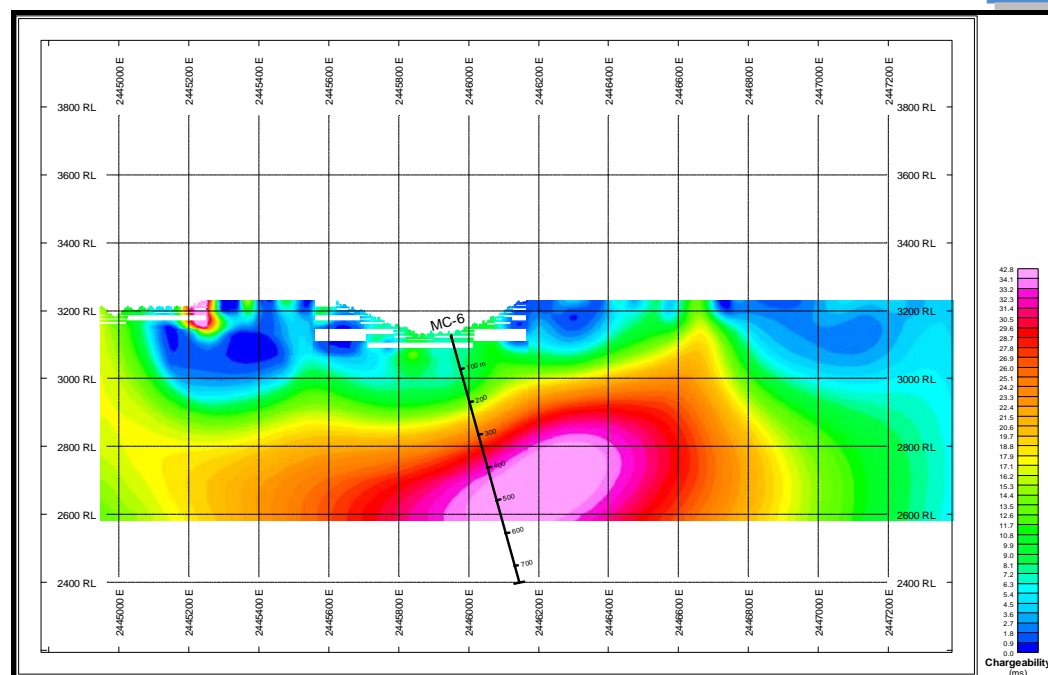 2445000 E
2445200 E
2445400 E
2445600 E
2445800 E
2446000 E
2446200 E
2446400 E
2446600 E
2446800 E
2447000 E
2447200 E
3800 RL
3800 RL
3600 RL
3600 RL
3400 RL
3400 RL
3200 RL
3200 RL
MC-6
100 m
3000 RL
3000 RL
200
300
2800 RL
2800 RL
400
500
2600 RL
2600 RL
600
700
2400 RL
2400 RL
2445000 E
2445200 E
2445400 E
2445600 E
2445800 E
2446000 E
2446200 E
2446400 E
2446600 E
2446800 E
2447000 E
2447200 E
42.8
34.1
33.2
32.3
31.4
30.5
29.6
28.7
27.8
26.9
26.0
25.1
24.2
23.3
22.4
21.5
20.6
19.7
18.8
17.9
17.1
16.2
15.3
14.4
13.5
12.6
11.7
10.8
9.9
9.0
8.1
7.2
6.3
5.4
4.5
3.6
2.7
1.8
0.9
0.0
Chargeability
(ms)